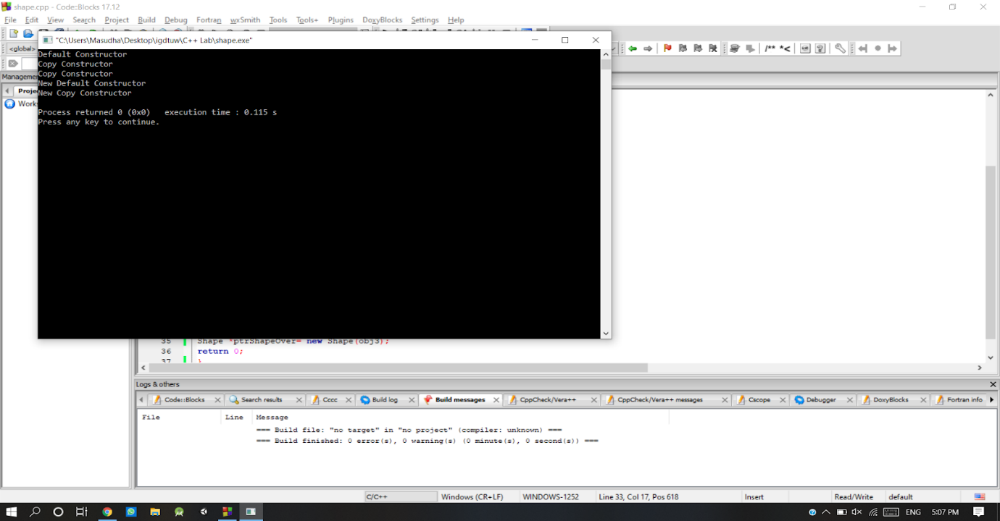 shape.cpp - Code::Blocks 17.12
File Edit View Search Project Build Debug Fortran wxSmith Tools Tools+ Plugins DoxyBlocks Settings Help
"C:\Users\Masudha\Desktop\igdtuw\C++ Lab\shape.exe"
<global>
/** *<
Default Constructor
Copy Constructor
Copy Constructor
New Default Constructor
New Copy Constructor
Process returned 0 (0x0) execution time : 0.115 s
Press any key to continue.
Managemen
Proje
Works
35 Shape *ptrShapeOver= new Shape(obj3);
36 return 0;
37 }
Logs & others
Code::Blocks Search results Cccc Build log Build messages CppCheck/Vera++ CppCheck/Vera++ messages Cscope Debugger DoxyBlocks Fortran info
File Line Message
=== Build file: "no target" in "no project" (compiler: unknown) ===
=== Build finished: 0 error(s), 0 warning(s) (0 minute(s), 0 second(s)) ===
C/C++ Windows (CR+LF) WINDOWS-1252 Line 33, Col 17, Pos 618 Insert Read/Write default
ENG 5:07 PM